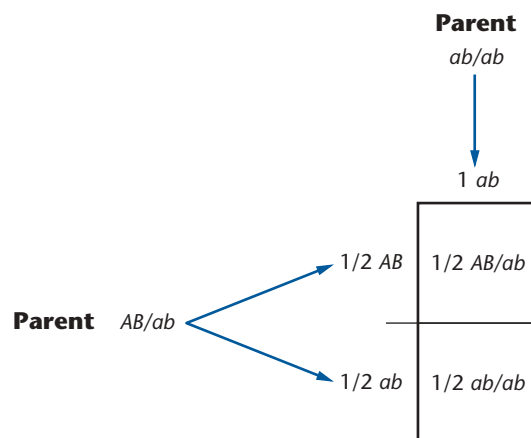 Parent
ab/ab
1 ab
1/2 AB 1/2 AB/ab
Parent AB/ab
1/2 ab 1/2 ab/ab